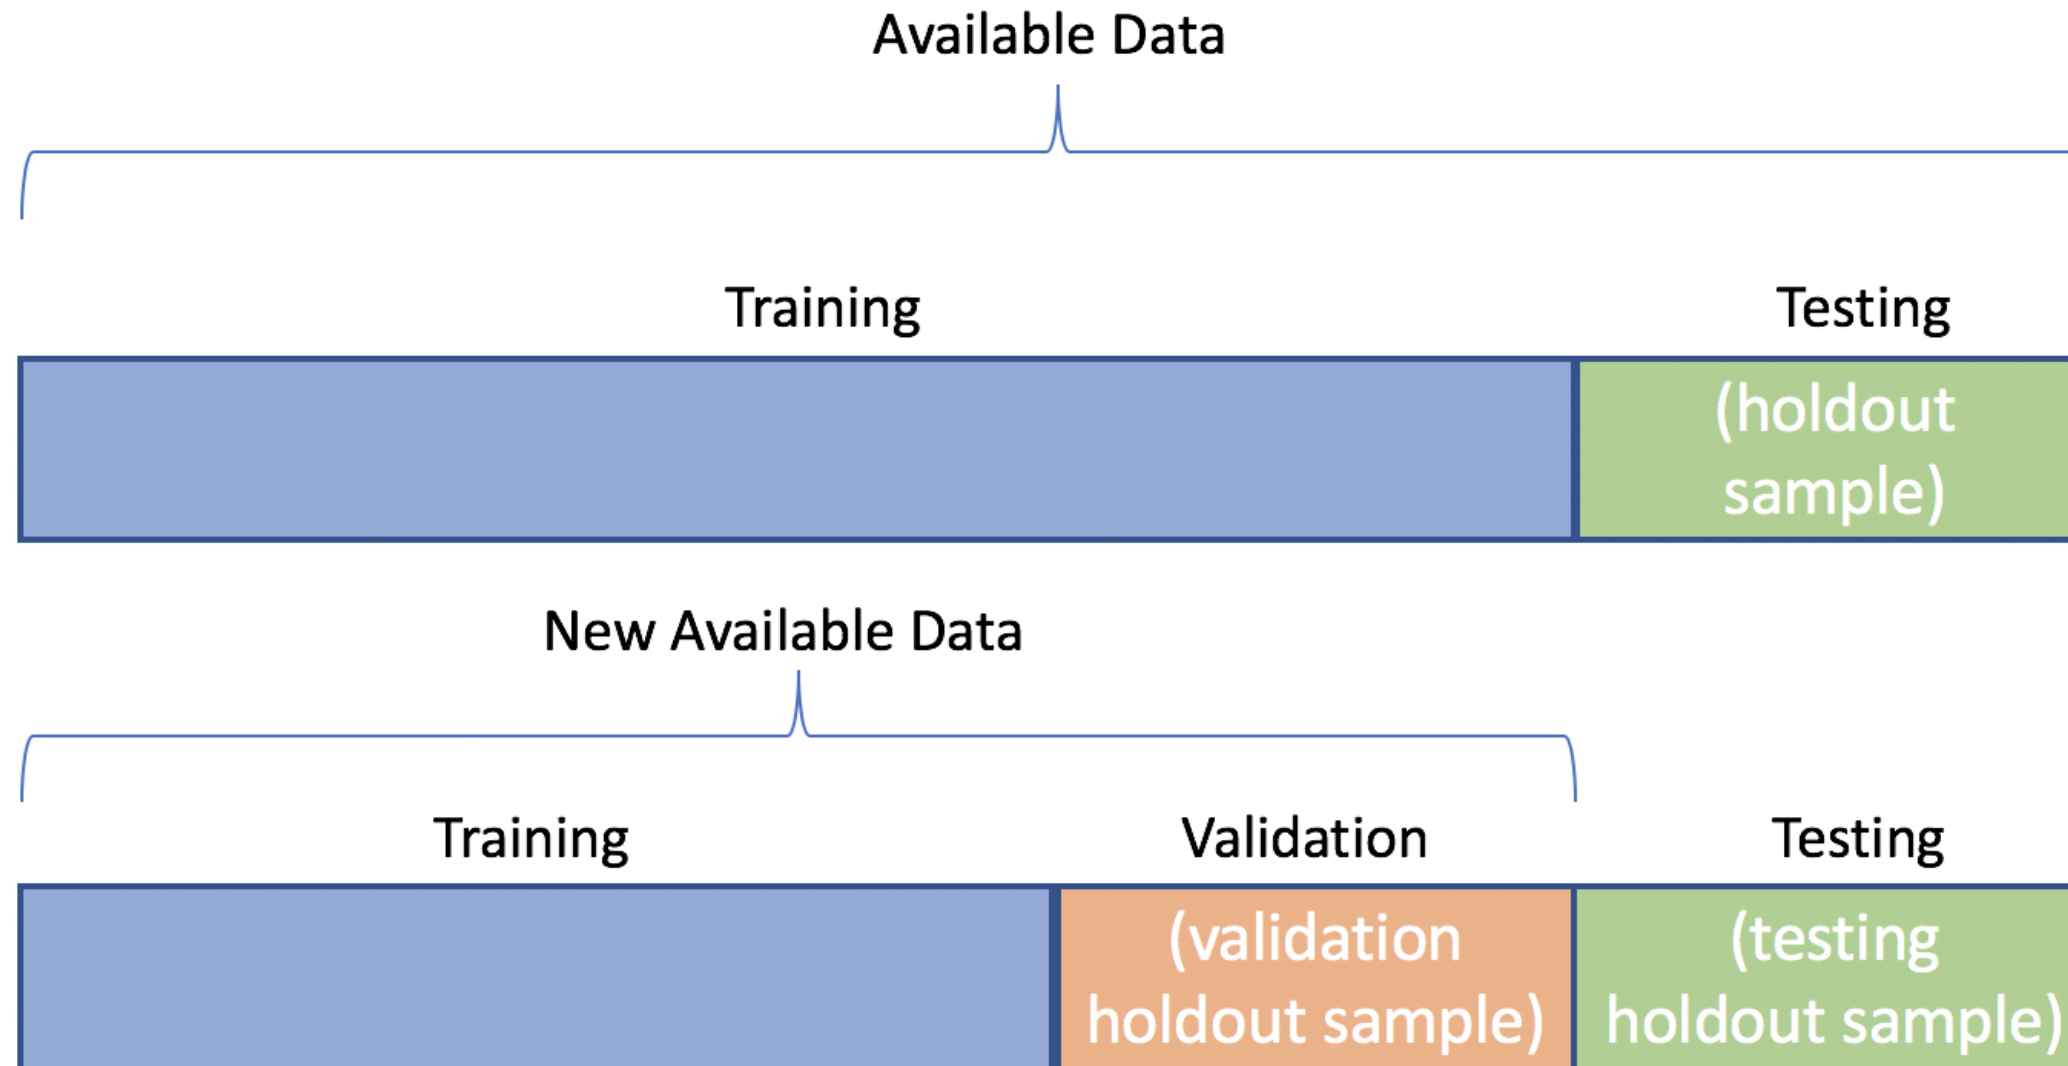 Available Data
Training Testing
(holdout
sample)
New Available Data
Training Validation Testing
(validation
holdout sample)
(testing
holdout sample)